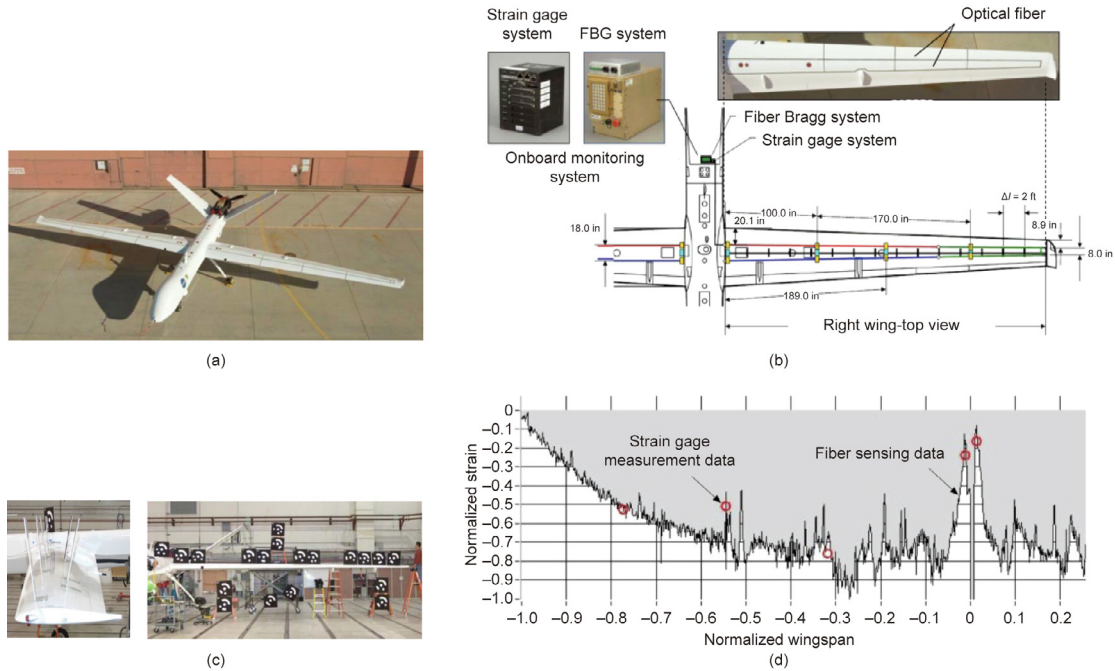 Strain gage
system
FBG system
Onboard monitoring
system
Optical fiber
Fiber Bragg system
Strain gage system
100.0 in
170.0 in
Δl = 2 ft
20.1 in
18.0 in
8.9 in
8.0 in
189.0 in
Right wing-top view
(a)
(b)
Normalized strain
0
–0.1
–0.2
–0.3
–0.4
–0.5
–0.6
–0.7
–0.8
–0.9
–1.0
Strain gage
measurement data
Fiber sensing data
–1.0 –0.9 –0.8 –0.7 –0.6 –0.5 –0.4 –0.3 –0.2 –0.1 0 0.1 0.2
Normalized wingspan
(c)
(d)